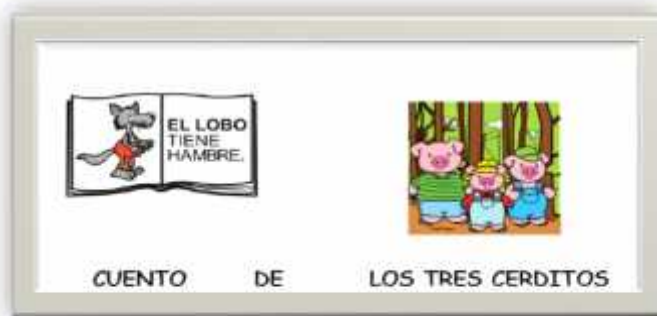 EL LOBO
TIENE
HAMBRE.
CUENTO DE LOS TRES CERDITOS